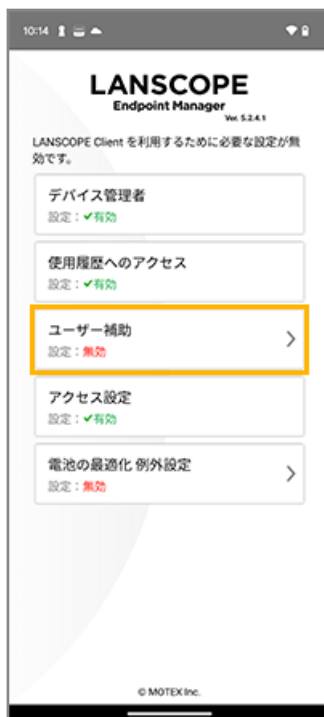 10:14
LANSCOPE
Endpoint Manager
Ver. 5.2.4.1
LANSCOPE Client を利用するために必要な設定が無
効です。
デバイス管理者
設定：✔有効
使用履歴へのアクセス
設定：✔有効
ユーザー補助
設定：無効
アクセス設定
設定：✔有効
電池の最適化 例外設定
設定：無効
© MOTEX Inc.